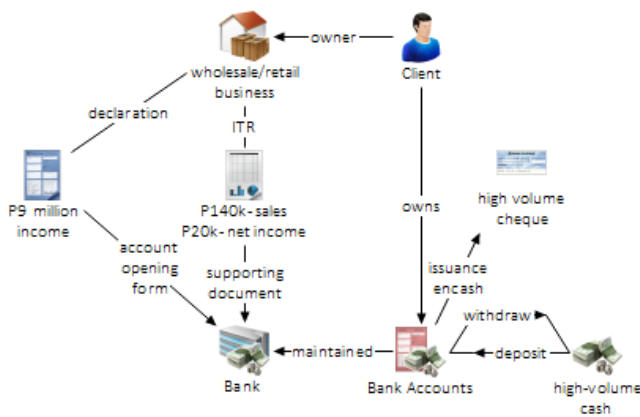 owner
wholesale/retail
business
Client
declaration
ITR
P9 million
income
P140k- sales
P20k- net income
owns
high volume
cheque
account
opening
form
supporting
document
issuance
encash
withdraw
deposit
maintained
Bank
Bank Accounts
high-volume
cash